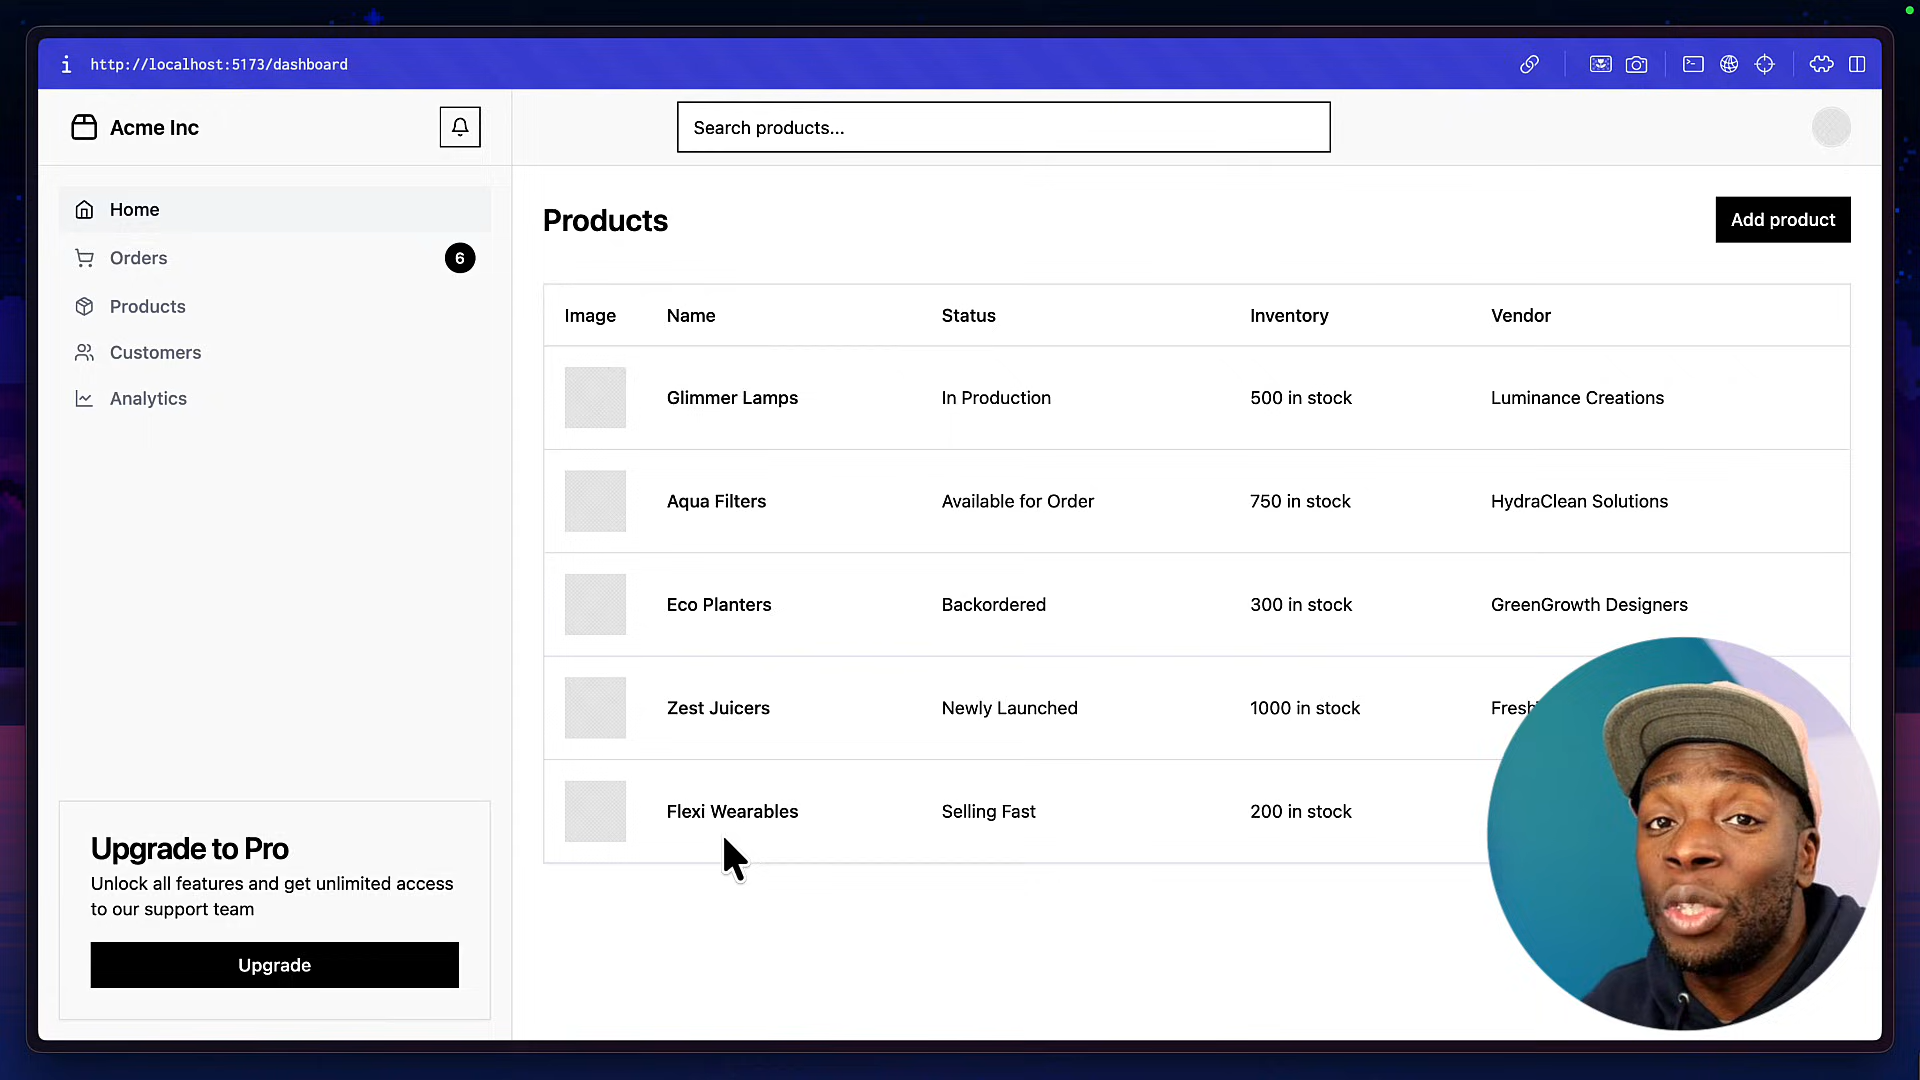 http://localhost:5173/dashboard
Acme Inc
Search products...
Home
Orders
6
Products
Customers
Analytics
Products
Add product
Image Name Status Inventory Vendor
Glimmer Lamps In Production 500 in stock Luminance Creations
Aqua Filters Available for Order 750 in stock HydraClean Solutions
Eco Planters Backordered 300 in stock GreenGrowth Designers
Zest Juicers Newly Launched 1000 in stock
Flexi Wearables Selling Fast 200 in stock
Upgrade to Pro
Unlock all features and get unlimited access
to our support team
Upgrade